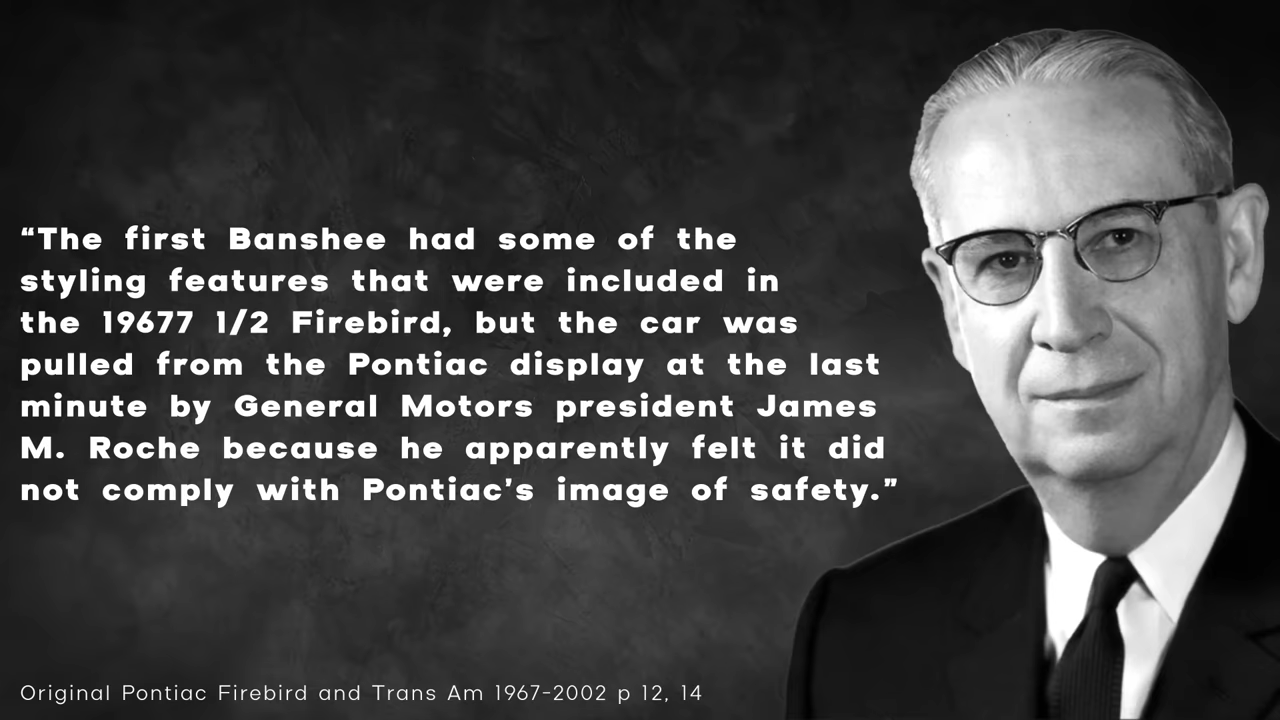 “The first Banshee had some of the
styling features that were included in
the 19677 1/2 Firebird, but the car was
pulled from the Pontiac display at the last
minute by General Motors president James
M. Roche because he apparently felt it did
not comply with Pontiac's image of safety.”
Original Pontiac Firebird and Trans Am 1967-2002 p 12, 14